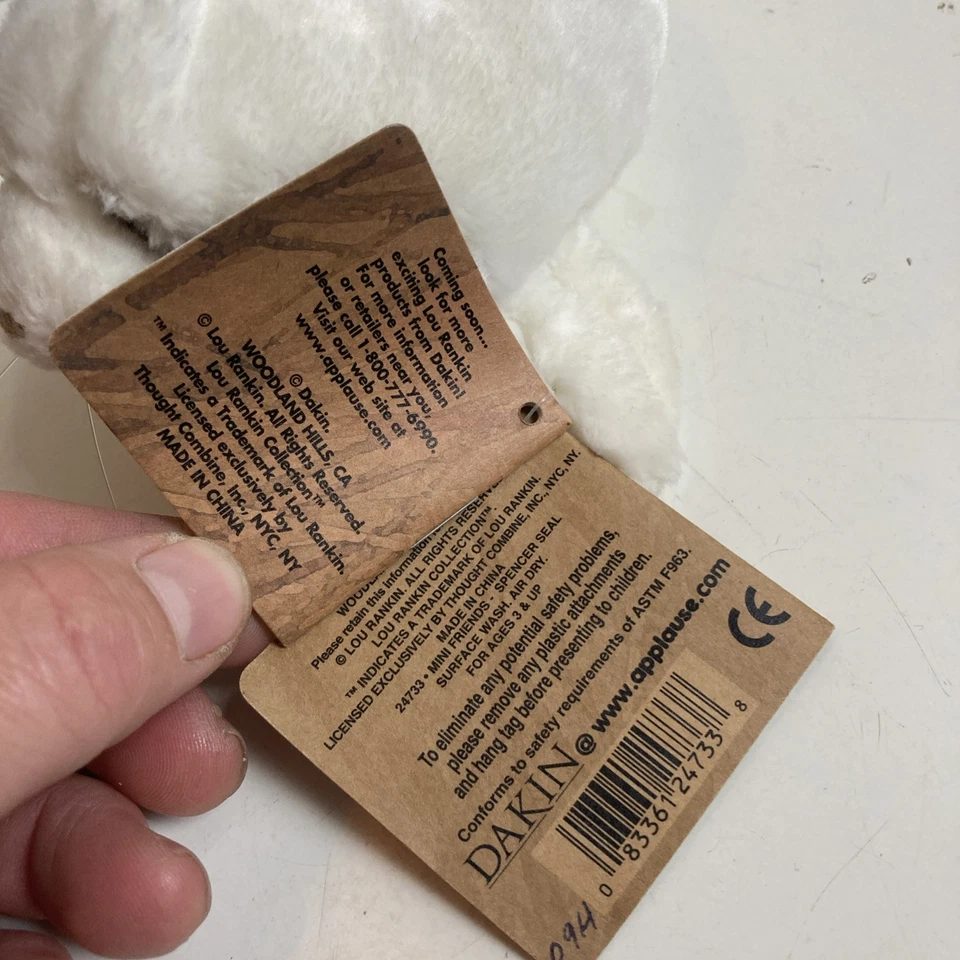 Coming soon...
look for more
exciting Lou Rankin
products from Dakin!
For more information
or retailers near you,
please call 1-800-777-6990.
Visit our web site at
www.applause.com
© Dakin.
WOODLAND HILLS, CA
© Lou Rankin. All Rights Reserved.
Lou Rankin Collection™
™Indicates a Trademark of Lou Rankin.
Licensed exclusively by
Thought Combine, Inc., NYC, NY
MADE IN CHINA
Please retain this information
© LOU RANKIN. ALL RIGHTS
LOU RANKIN COLLECTION™
™ INDICATES A TRADEMARK OF LOU RANKIN.
LICENSED EXCLUSIVELY BY THOUGHT COMBINE, INC., NYC, NY.
MADE IN CHINA
24733 • MINI FRIENDS - SPENCER SEAL
SURFACE WASH. AIR DRY.
FOR AGES 3 & UP
To eliminate any potential safety problems,
please remove any plastic attachments
and hang tag before presenting to children.
Conforms to safety requirements of ASTM F963.
DAKIN @ www.applause.com
CE
0 83361 24733 8
094